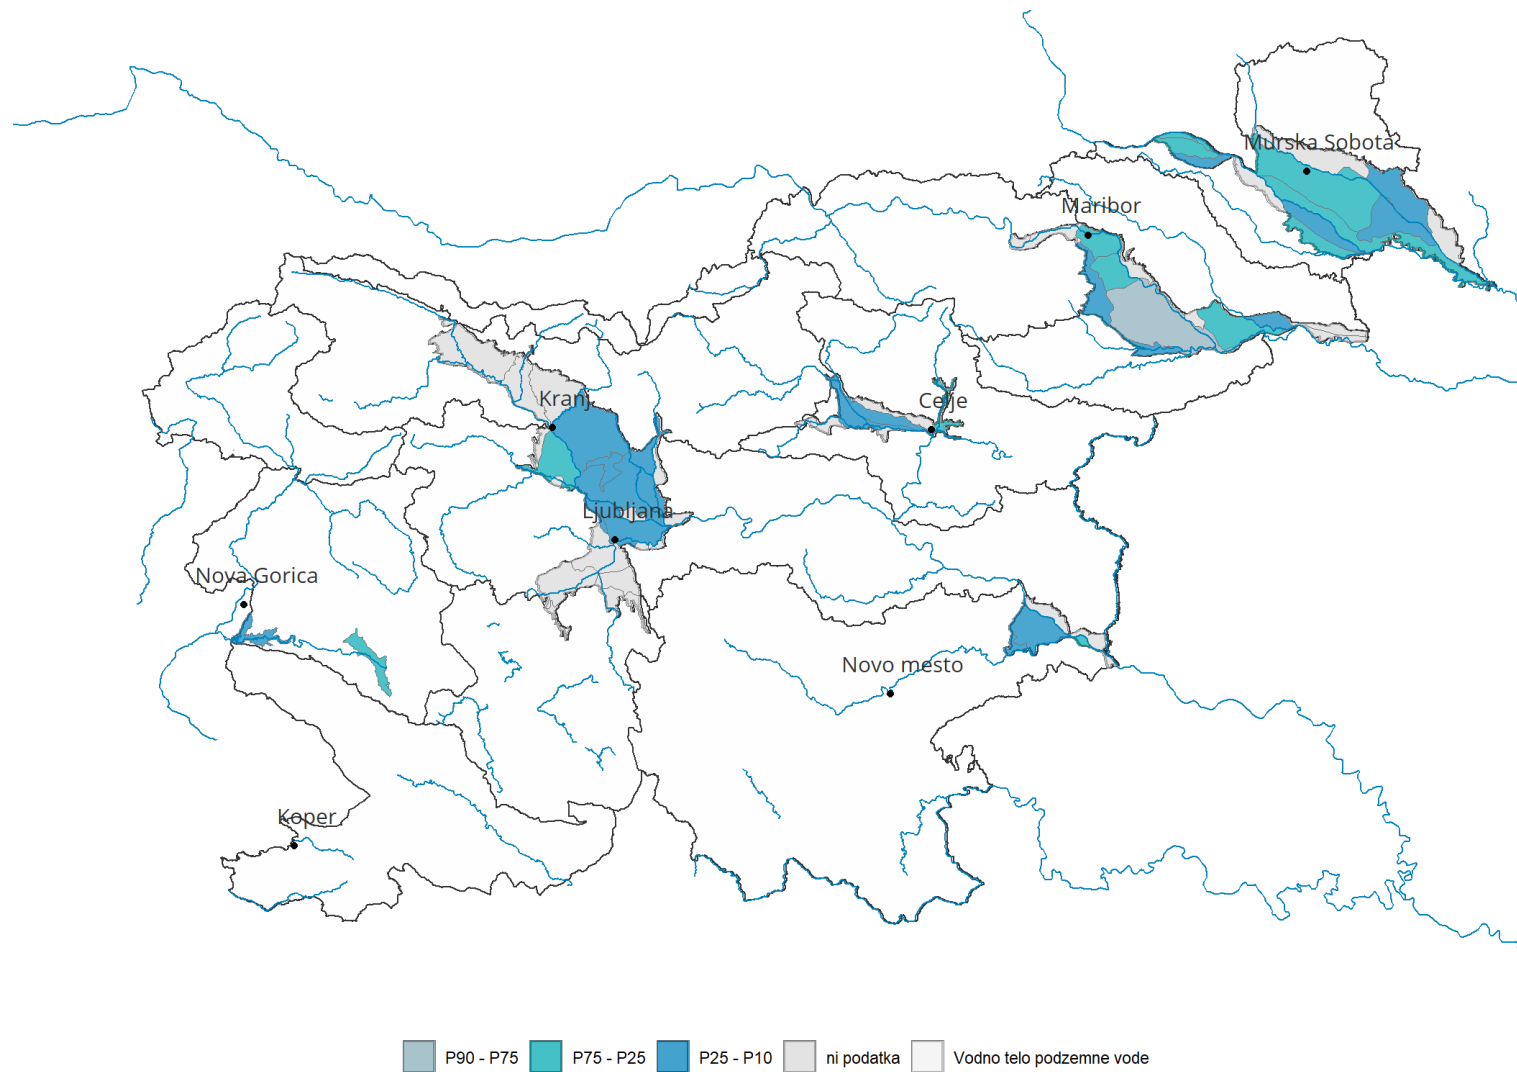 Murska Sobota
Maribor
Kranj
Celje
Ljubljana
Nova Gorica
Novo mesto
Koper
P90 - P75
P75 - P25
P25 - P10
ni podatka
Vodno telo podzemne vode